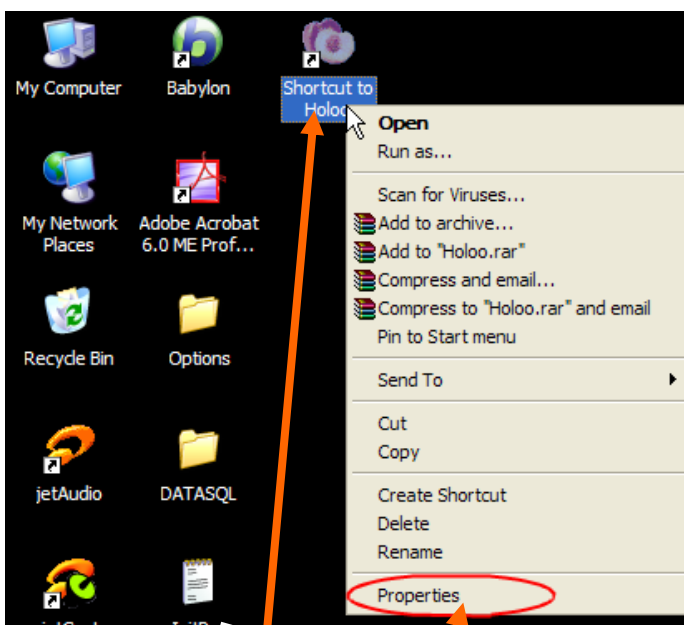 My Computer
Babylon
Shortcut to
Holoo
My Network
Places
Adobe Acrobat
6.0 ME Prof...
Recycle Bin
Options
jetAudio
DATASQL
Open
Run as...
Scan for Viruses...
Add to archive...
Add to "Holoo.rar"
Compress and email...
Compress to "Holoo.rar" and email
Pin to Start menu
Send To
Cut
Copy
Create Shortcut
Delete
Rename
Properties